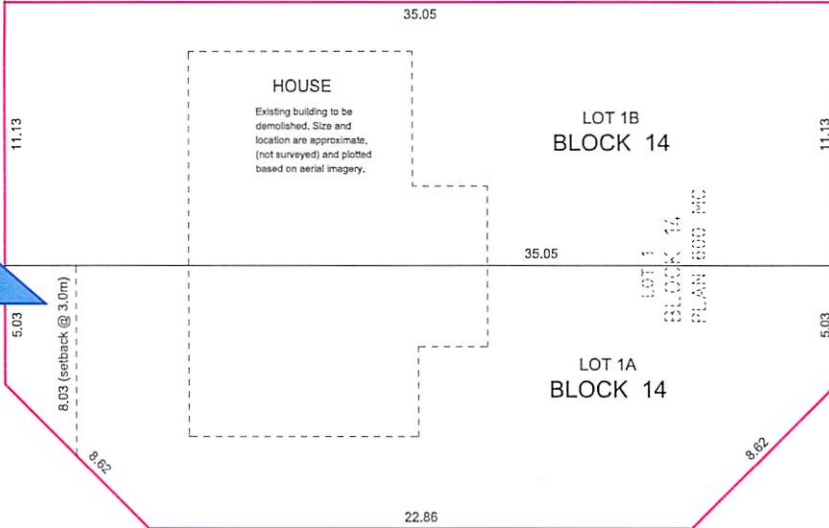 35.05
HOUSE
Existing building to be
demolished. Size and
location are approximate,
(not surveyed) and plotted
based on aerial imagery.
11.13
LOT 1B
BLOCK 14
11.13
35.05
LOT 1
BLOCK 14
PLAN 600 MC
5.03
8.03 (setback @ 3.0m)
5.03
LOT 1A
BLOCK 14
8.62
8.62
22.86